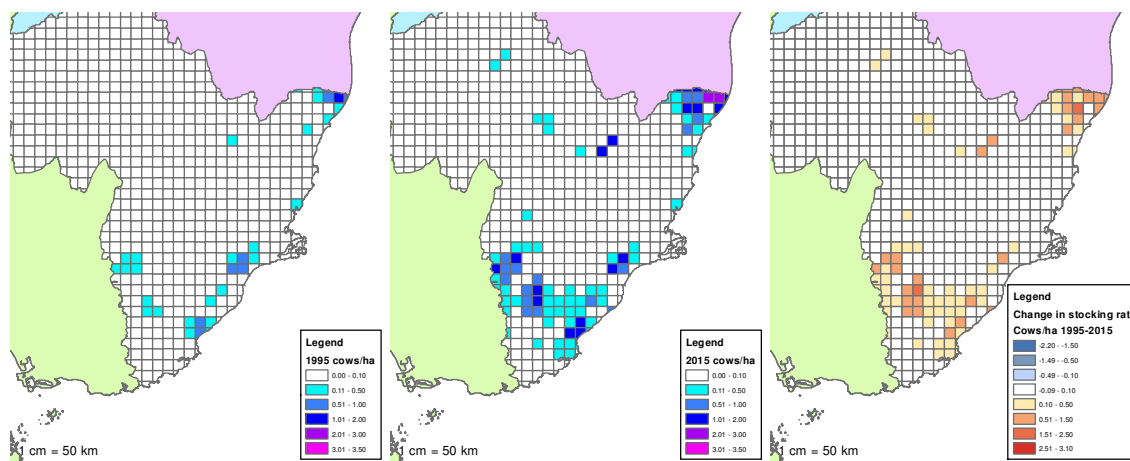 Legend
1995 cows/ha
0.00 - 0.10
0.11 - 0.50
0.51 - 1.00
1.01 - 2.00
2.01 - 3.00
3.01 - 3.50
1 cm = 50 km
Legend
2015 cows/ha
0.00 - 0.10
0.11 - 0.50
0.51 - 1.00
1.01 - 2.00
2.01 - 3.00
3.01 - 3.50
1 cm = 50 km
Legend
Change in stocking rat
Cows/ha 1995-2015
-2.20 - -1.50
-1.49 - -0.50
-0.49 - -0.10
-0.09 - 0.10
0.10 - 0.50
0.51 - 1.50
1.51 - 2.50
2.51 - 3.10
1 cm = 50 km